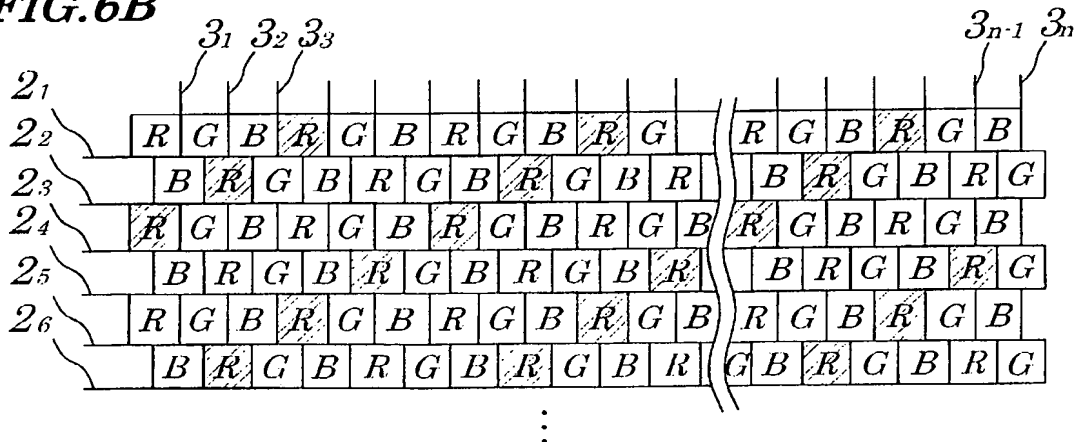 FIG.6B
3₁ 3₂ 3₃ 3ₙ₋₁ 3ₙ
2₁
2₂ R G B R G B R G B R G R G B R G B
2₃ B R G B R G B R G B R B R G B R G
2₄ R G B R G B R G B R G B R G B R G B
2₅ B R G B R G B R G B R B R G B R G
2₆ R G B R G B R G B R G B R G B R G B
B R G B R G B R G B R G B R G B R G